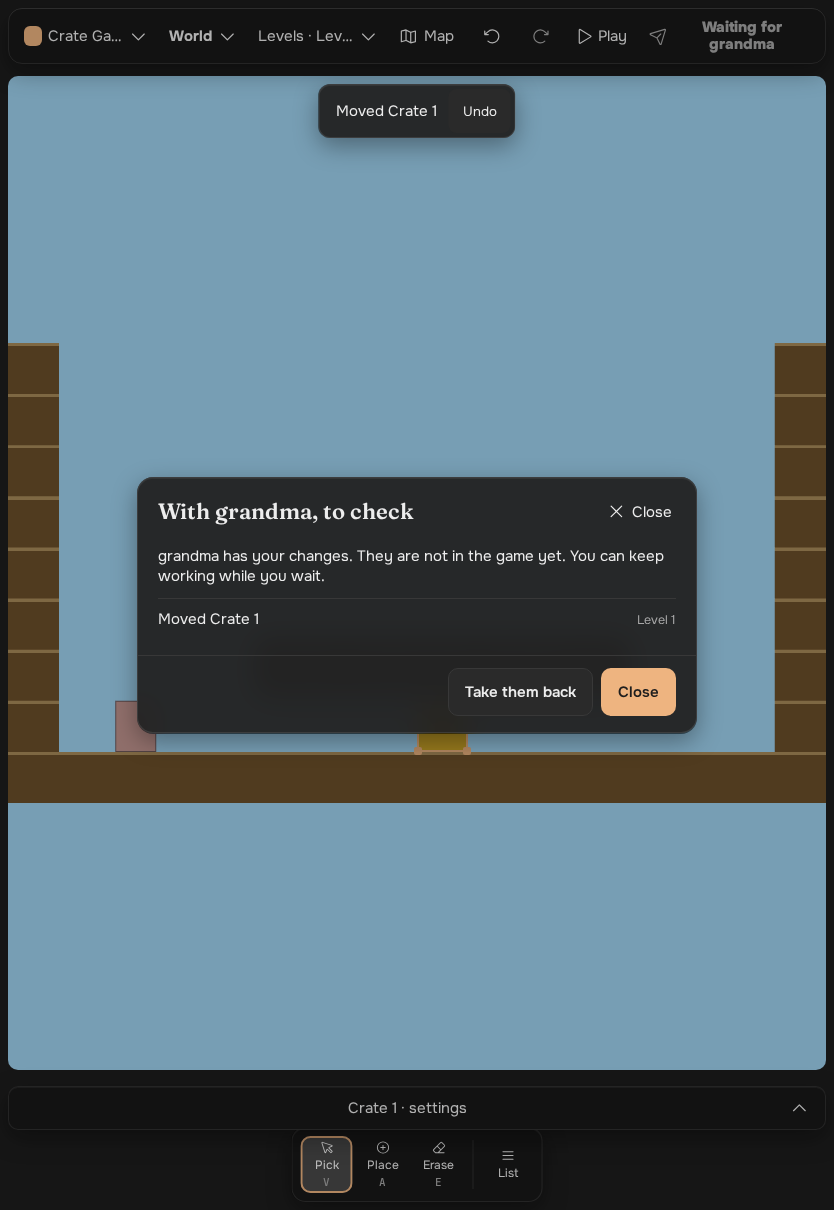 Crate Ga...
World
Levels · Lev...
Map
Play
Waiting for
grandma
Moved Crate 1
Undo
With grandma, to check
Close
grandma has your changes. They are not in the game yet. You can keep
working while you wait.
Moved Crate 1
Level 1
Take them back
Close
Crate 1 · settings
Pick
V
Place
A
Erase
E
List